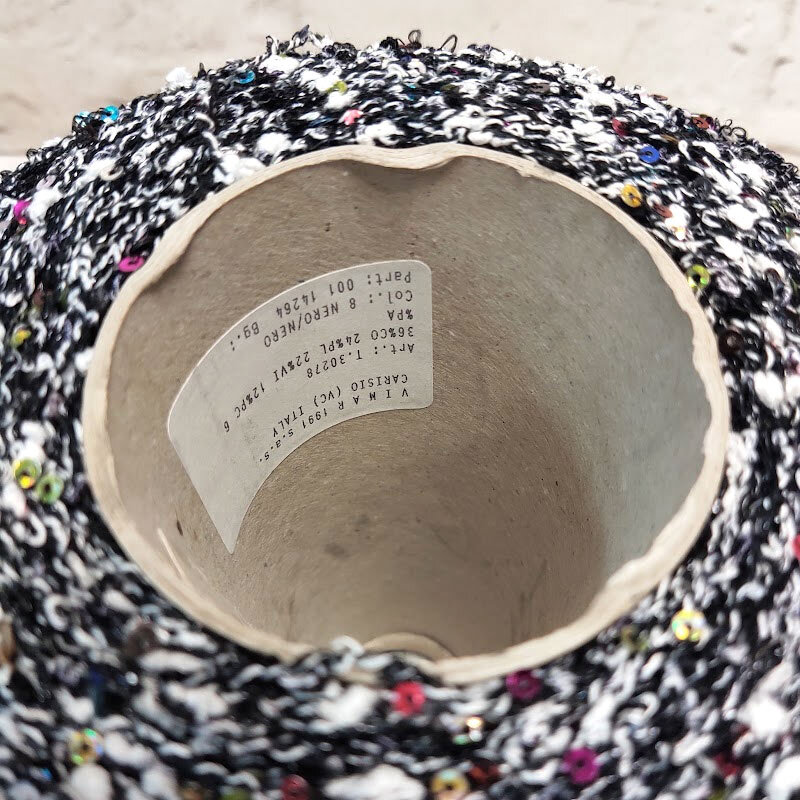 V I M A R 1991 s.a.s.
CARISIO (VC) ITALY
Art.: T.30278
36%CO 24%PL 22%VI 12%PC 6
%PA
Col.: 8 NERO/NERO
Part: 001 14264 Bg.: